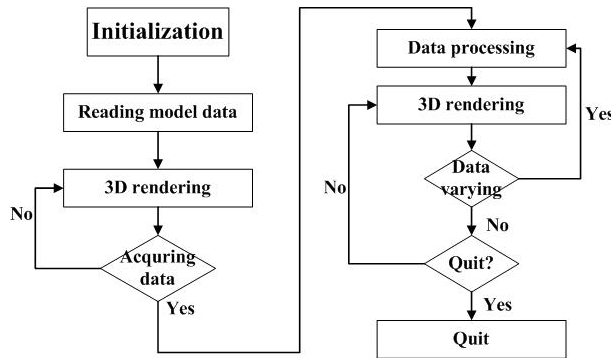 Initialization
Reading model data
3D rendering
No
Acquring
data
Yes
Data processing
3D rendering
Yes
Data
varying
No
No
Quit?
Yes
Quit